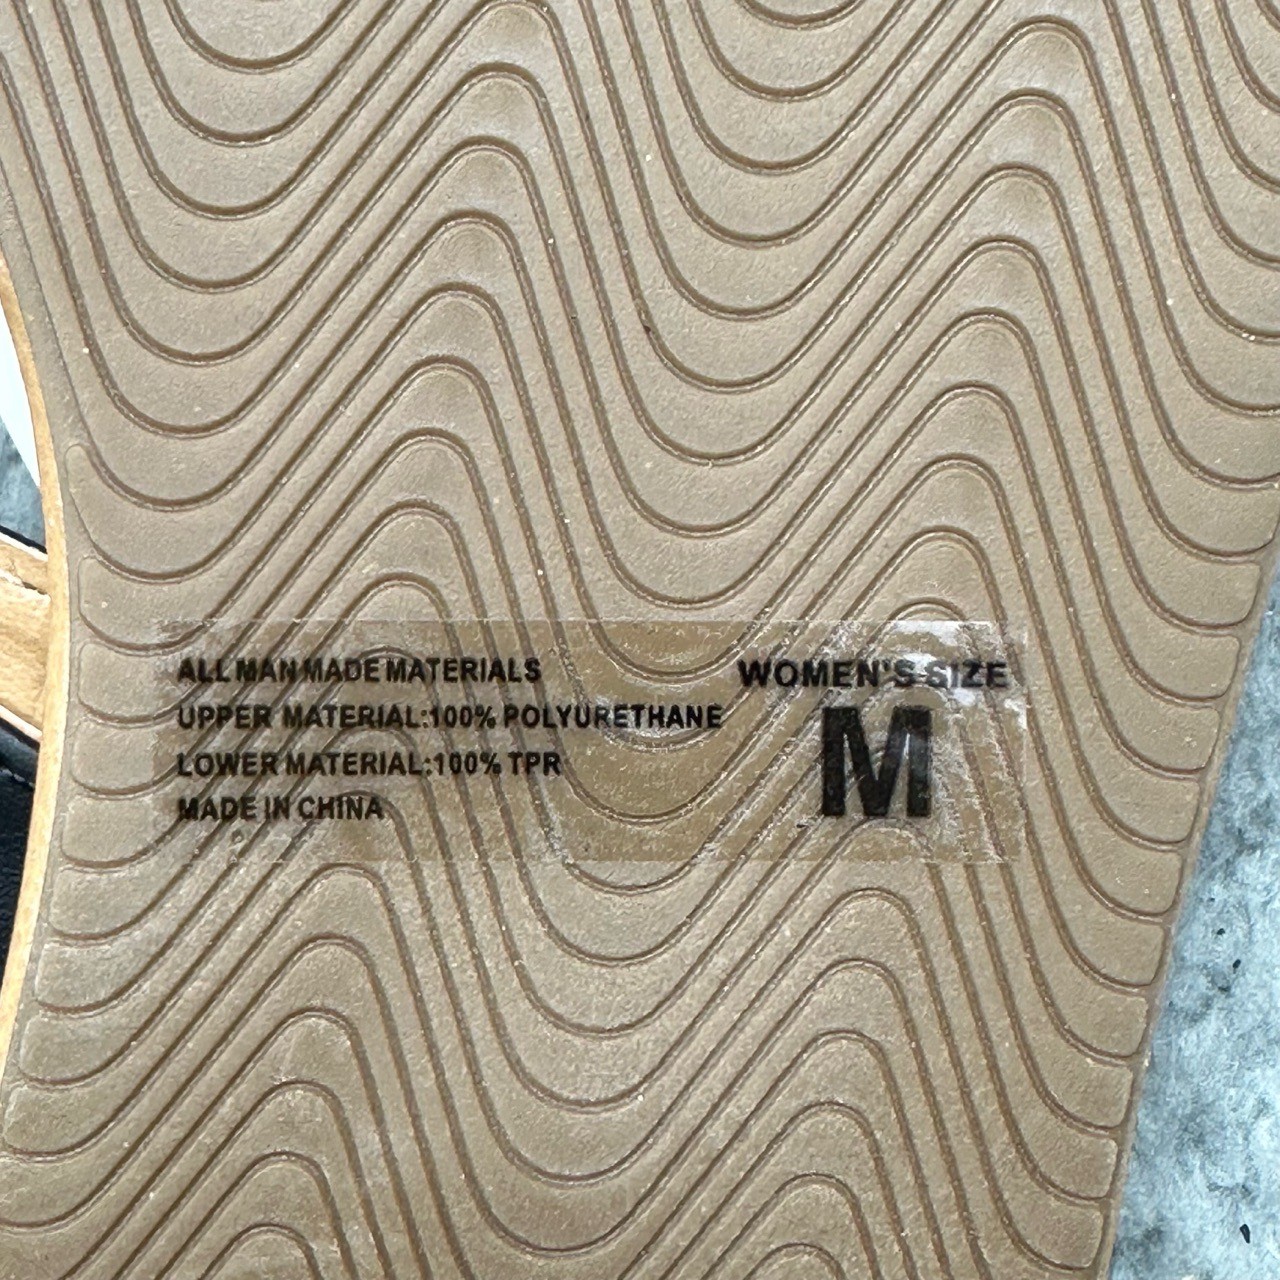 ALL MAN MADE MATERIALS
UPPER MATERIAL:100% POLYURETHANE
LOWER MATERIAL:100% TPR
MADE IN CHINA
WOMEN'S SIZE
M